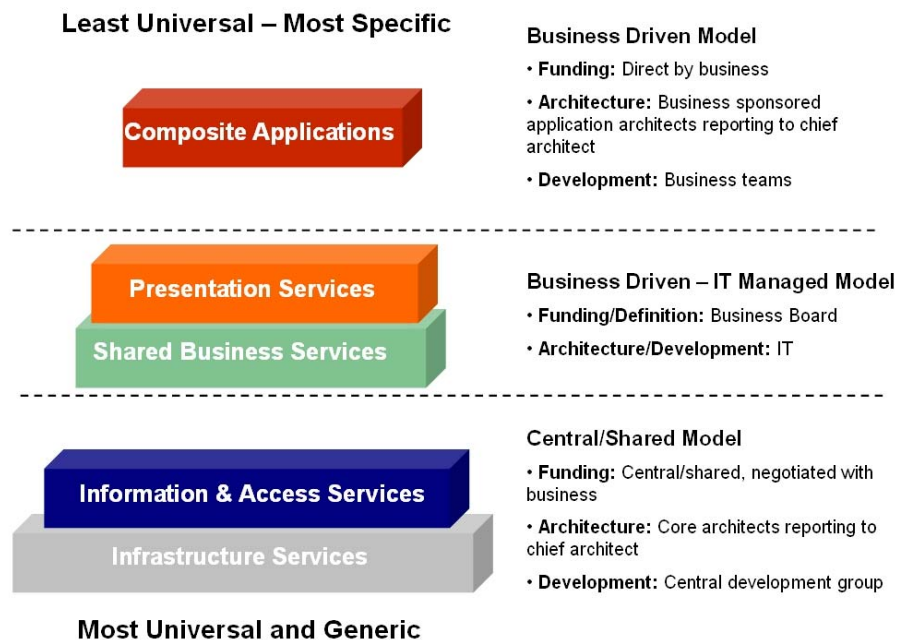 Least Universal – Most Specific
Composite Applications
Business Driven Model
• Funding: Direct by business
• Architecture: Business sponsored
application architects reporting to chief
architect
• Development: Business teams
Presentation Services
Shared Business Services
Business Driven – IT Managed Model
• Funding/Definition: Business Board
• Architecture/Development: IT
Information & Access Services
Infrastructure Services
Central/Shared Model
• Funding: Central/shared, negotiated with
business
• Architecture: Core architects reporting to
chief architect
• Development: Central development group
Most Universal and Generic